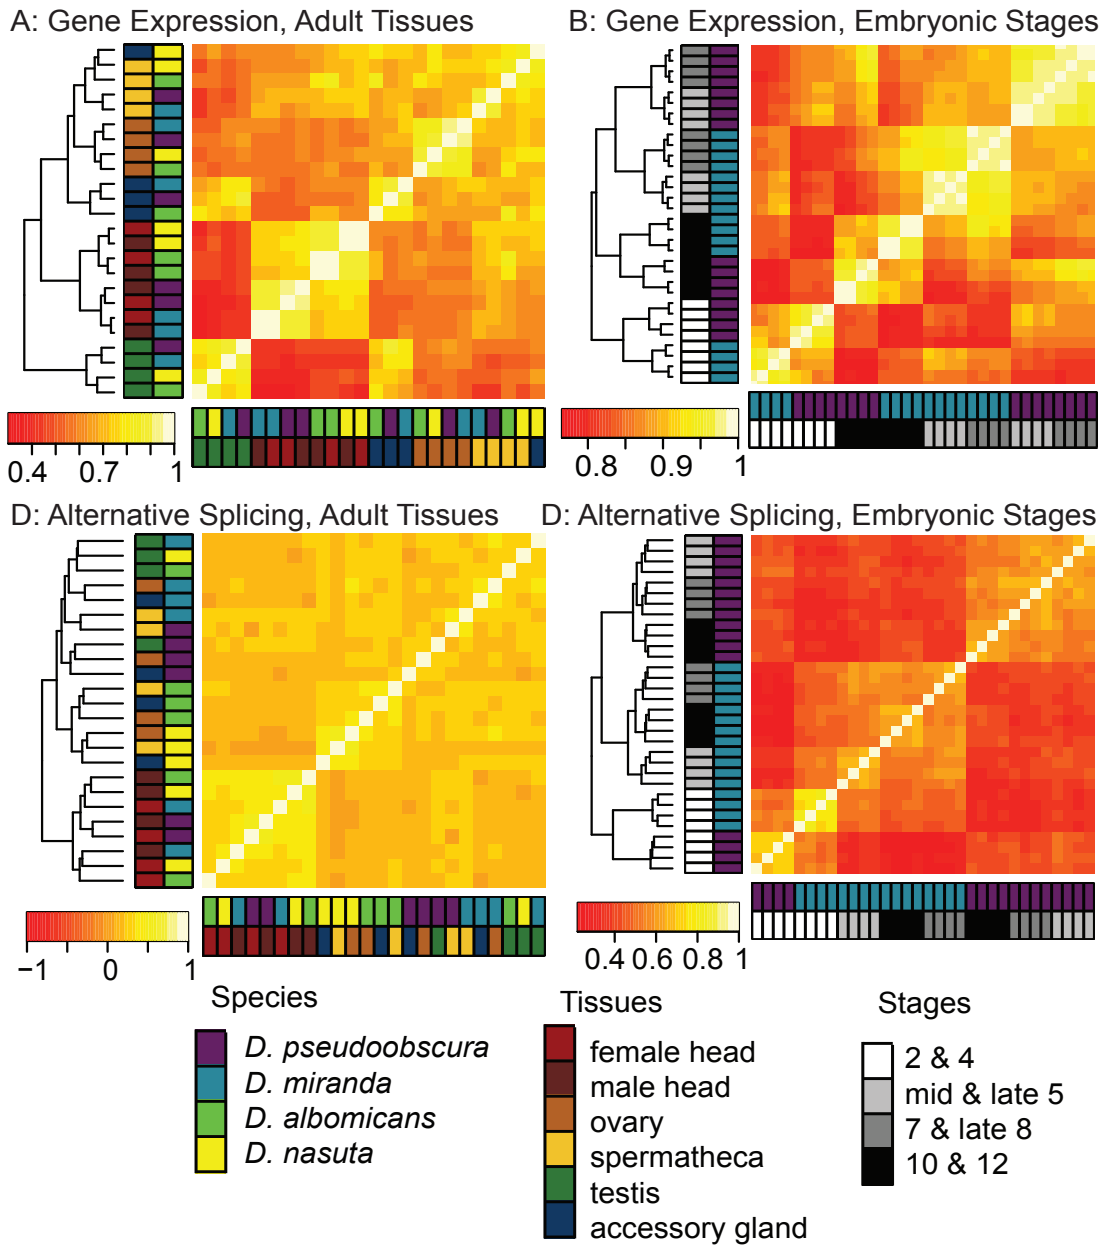 A: Gene Expression, Adult Tissues
B: Gene Expression, Embryonic Stages
0.4 0.7 1
0.8 0.9 1
D: Alternative Splicing, Adult Tissues
D: Alternative Splicing, Embryonic Stages
−1 0 1
0.4 0.6 0.8 1
Species
D. pseudoobscura
D. miranda
D. albomicans
D. nasuta
Tissues
female head
male head
ovary
spermatheca
testis
accessory gland
Stages
2 & 4
mid & late 5
7 & late 8
10 & 12